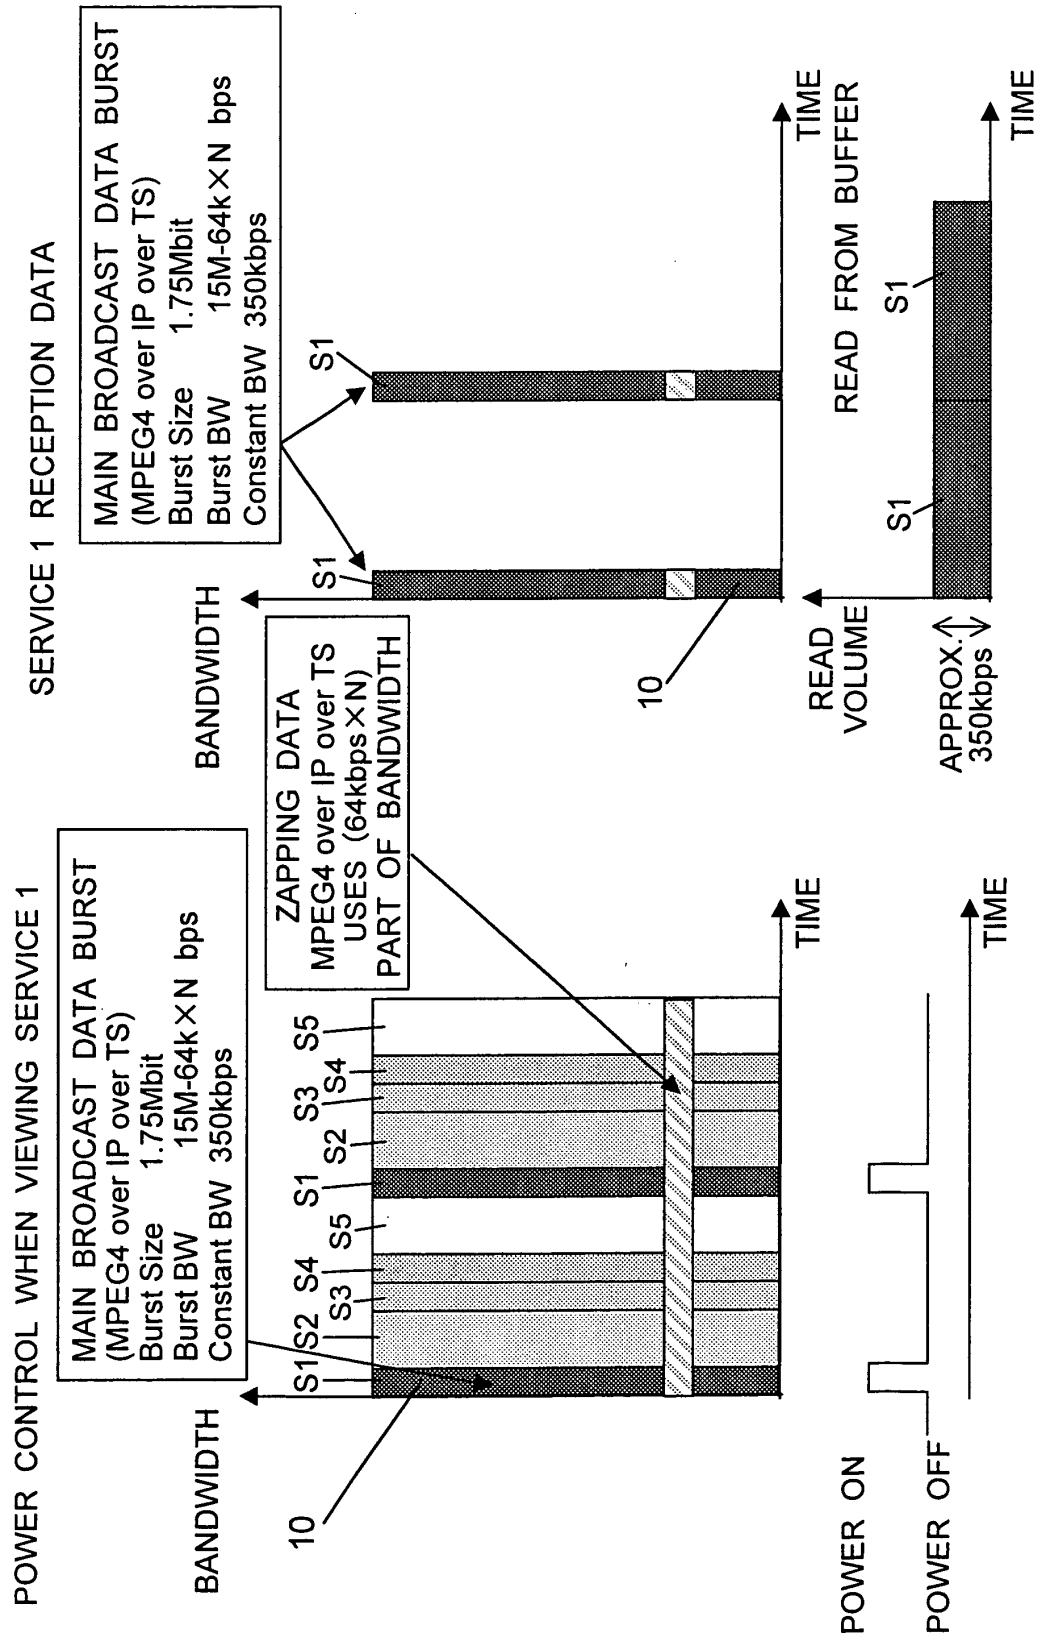 POWER CONTROL WHEN VIEWING SERVICE 1
MAIN BROADCAST DATA BURST
(MPEG4 over IP over TS)
Burst Size 1.75Mbit
Burst BW 15M-64k×N bps
Constant BW 350kbps
BANDWIDTH
10
S1
S2
S3
S4
S5
S1
S2
S3
S4
S5
TIME
ZAPPING DATA
MPEG4 over IP over TS
USES (64kbps×N)
PART OF BANDWIDTH
POWER ON
POWER OFF
TIME
SERVICE 1 RECEPTION DATA
MAIN BROADCAST DATA BURST
(MPEG4 over IP over TS)
Burst Size 1.75Mbit
Burst BW 15M-64k×N bps
Constant BW 350kbps
BANDWIDTH
S1
S1
10
TIME
READ FROM BUFFER
READ
VOLUME
S1
S1
APPROX.
350kbps
TIME